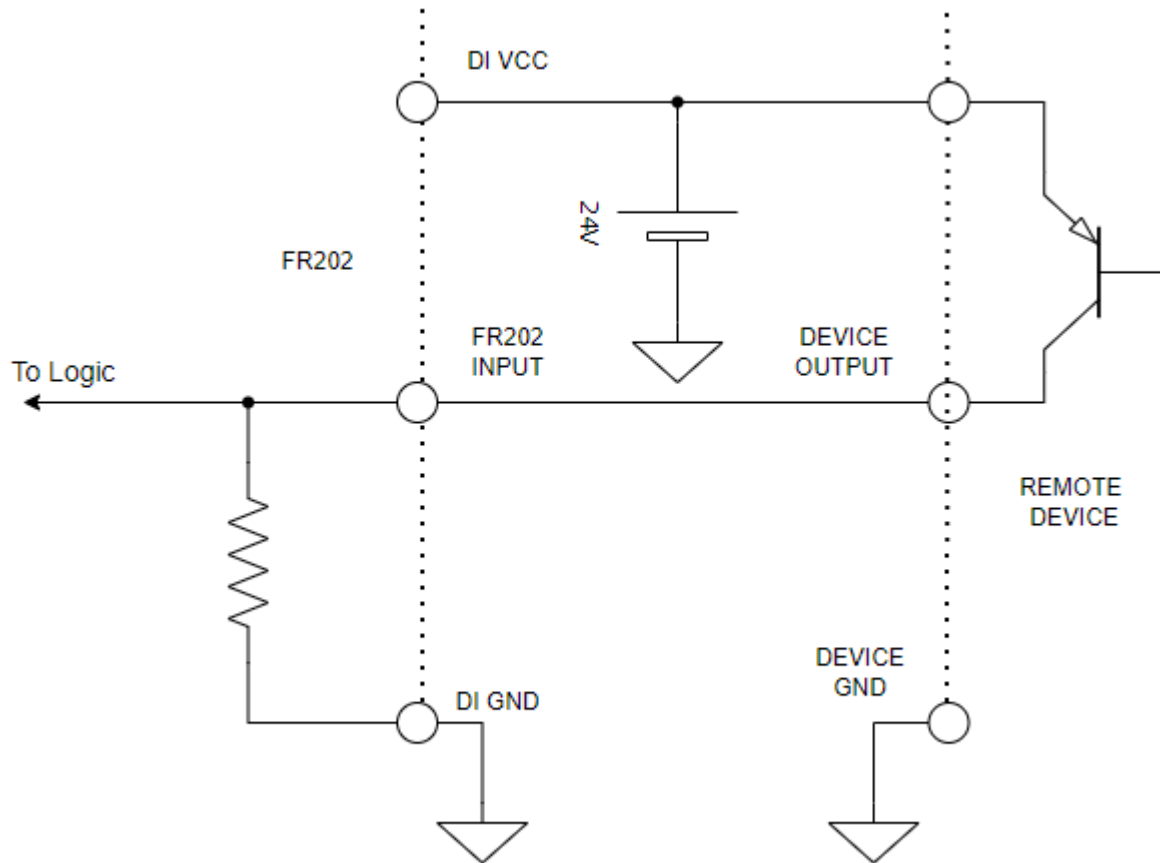 DI VCC
24V
FR202
FR202
INPUT
DEVICE
OUTPUT
To Logic
REMOTE
DEVICE
DI GND
DEVICE
GND